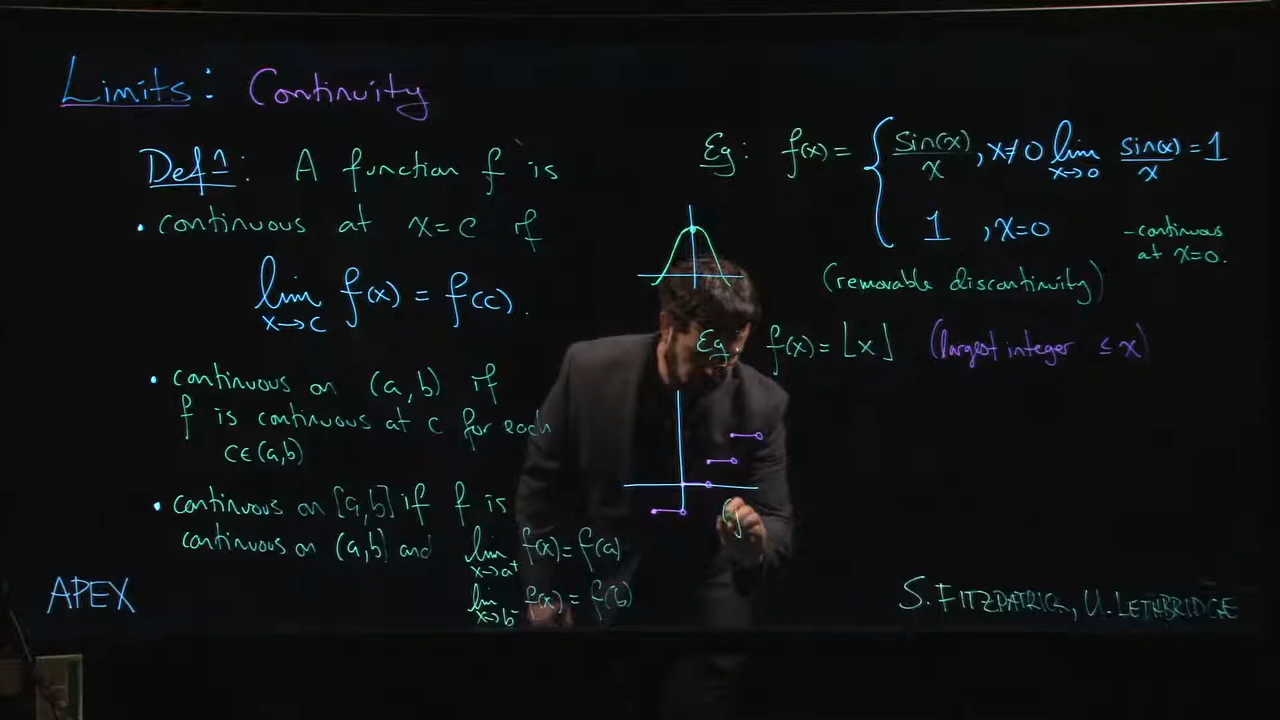 Limits: Continuity
Defn: A function f is
• continuous at x=c if
lim x→c f(x) = f(c).
• continuous on (a,b) if
f is continuous at c for each
c∈(a,b)
• continuous on [a,b] if f is
continuous on (a,b) and lim x→a⁺ f(x)=f(a)
lim x→b⁻ f(x)=f(b)
APEX
Eg: f(x) = { sin(x)/x , x≠0 lim x→0 sin(x)/x = 1
1 , x=0
-continuous
at x=0.
(removable discontinuity)
Eg: f(x)=⌊x⌋ (largest integer ≤x)
S. FITZPATRICK, U. LETHBRIDGE